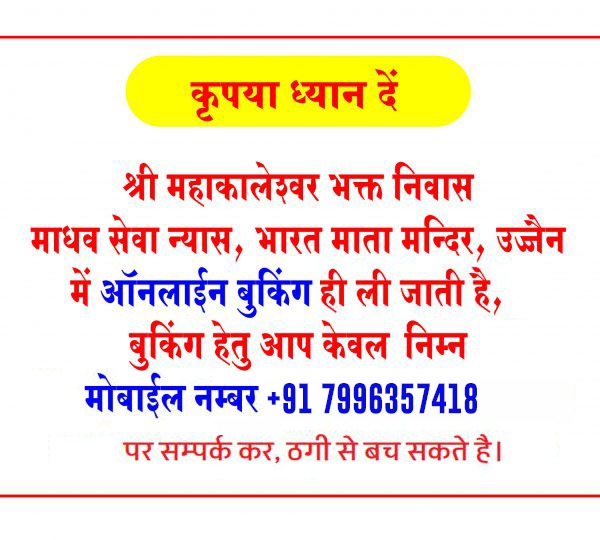 कृपया ध्यान दें
श्री महाकालेश्वर भक्त निवास
माधव सेवा न्यास, भारत माता मन्दिर, उज्जैन
में ऑनलाईन बुकिंग ही ली जाती है,
बुकिंग हेतु आप केवल निम्न
मोबाईल नम्बर +91 7996357418
पर सम्पर्क कर, ठगी से बच सकते है।